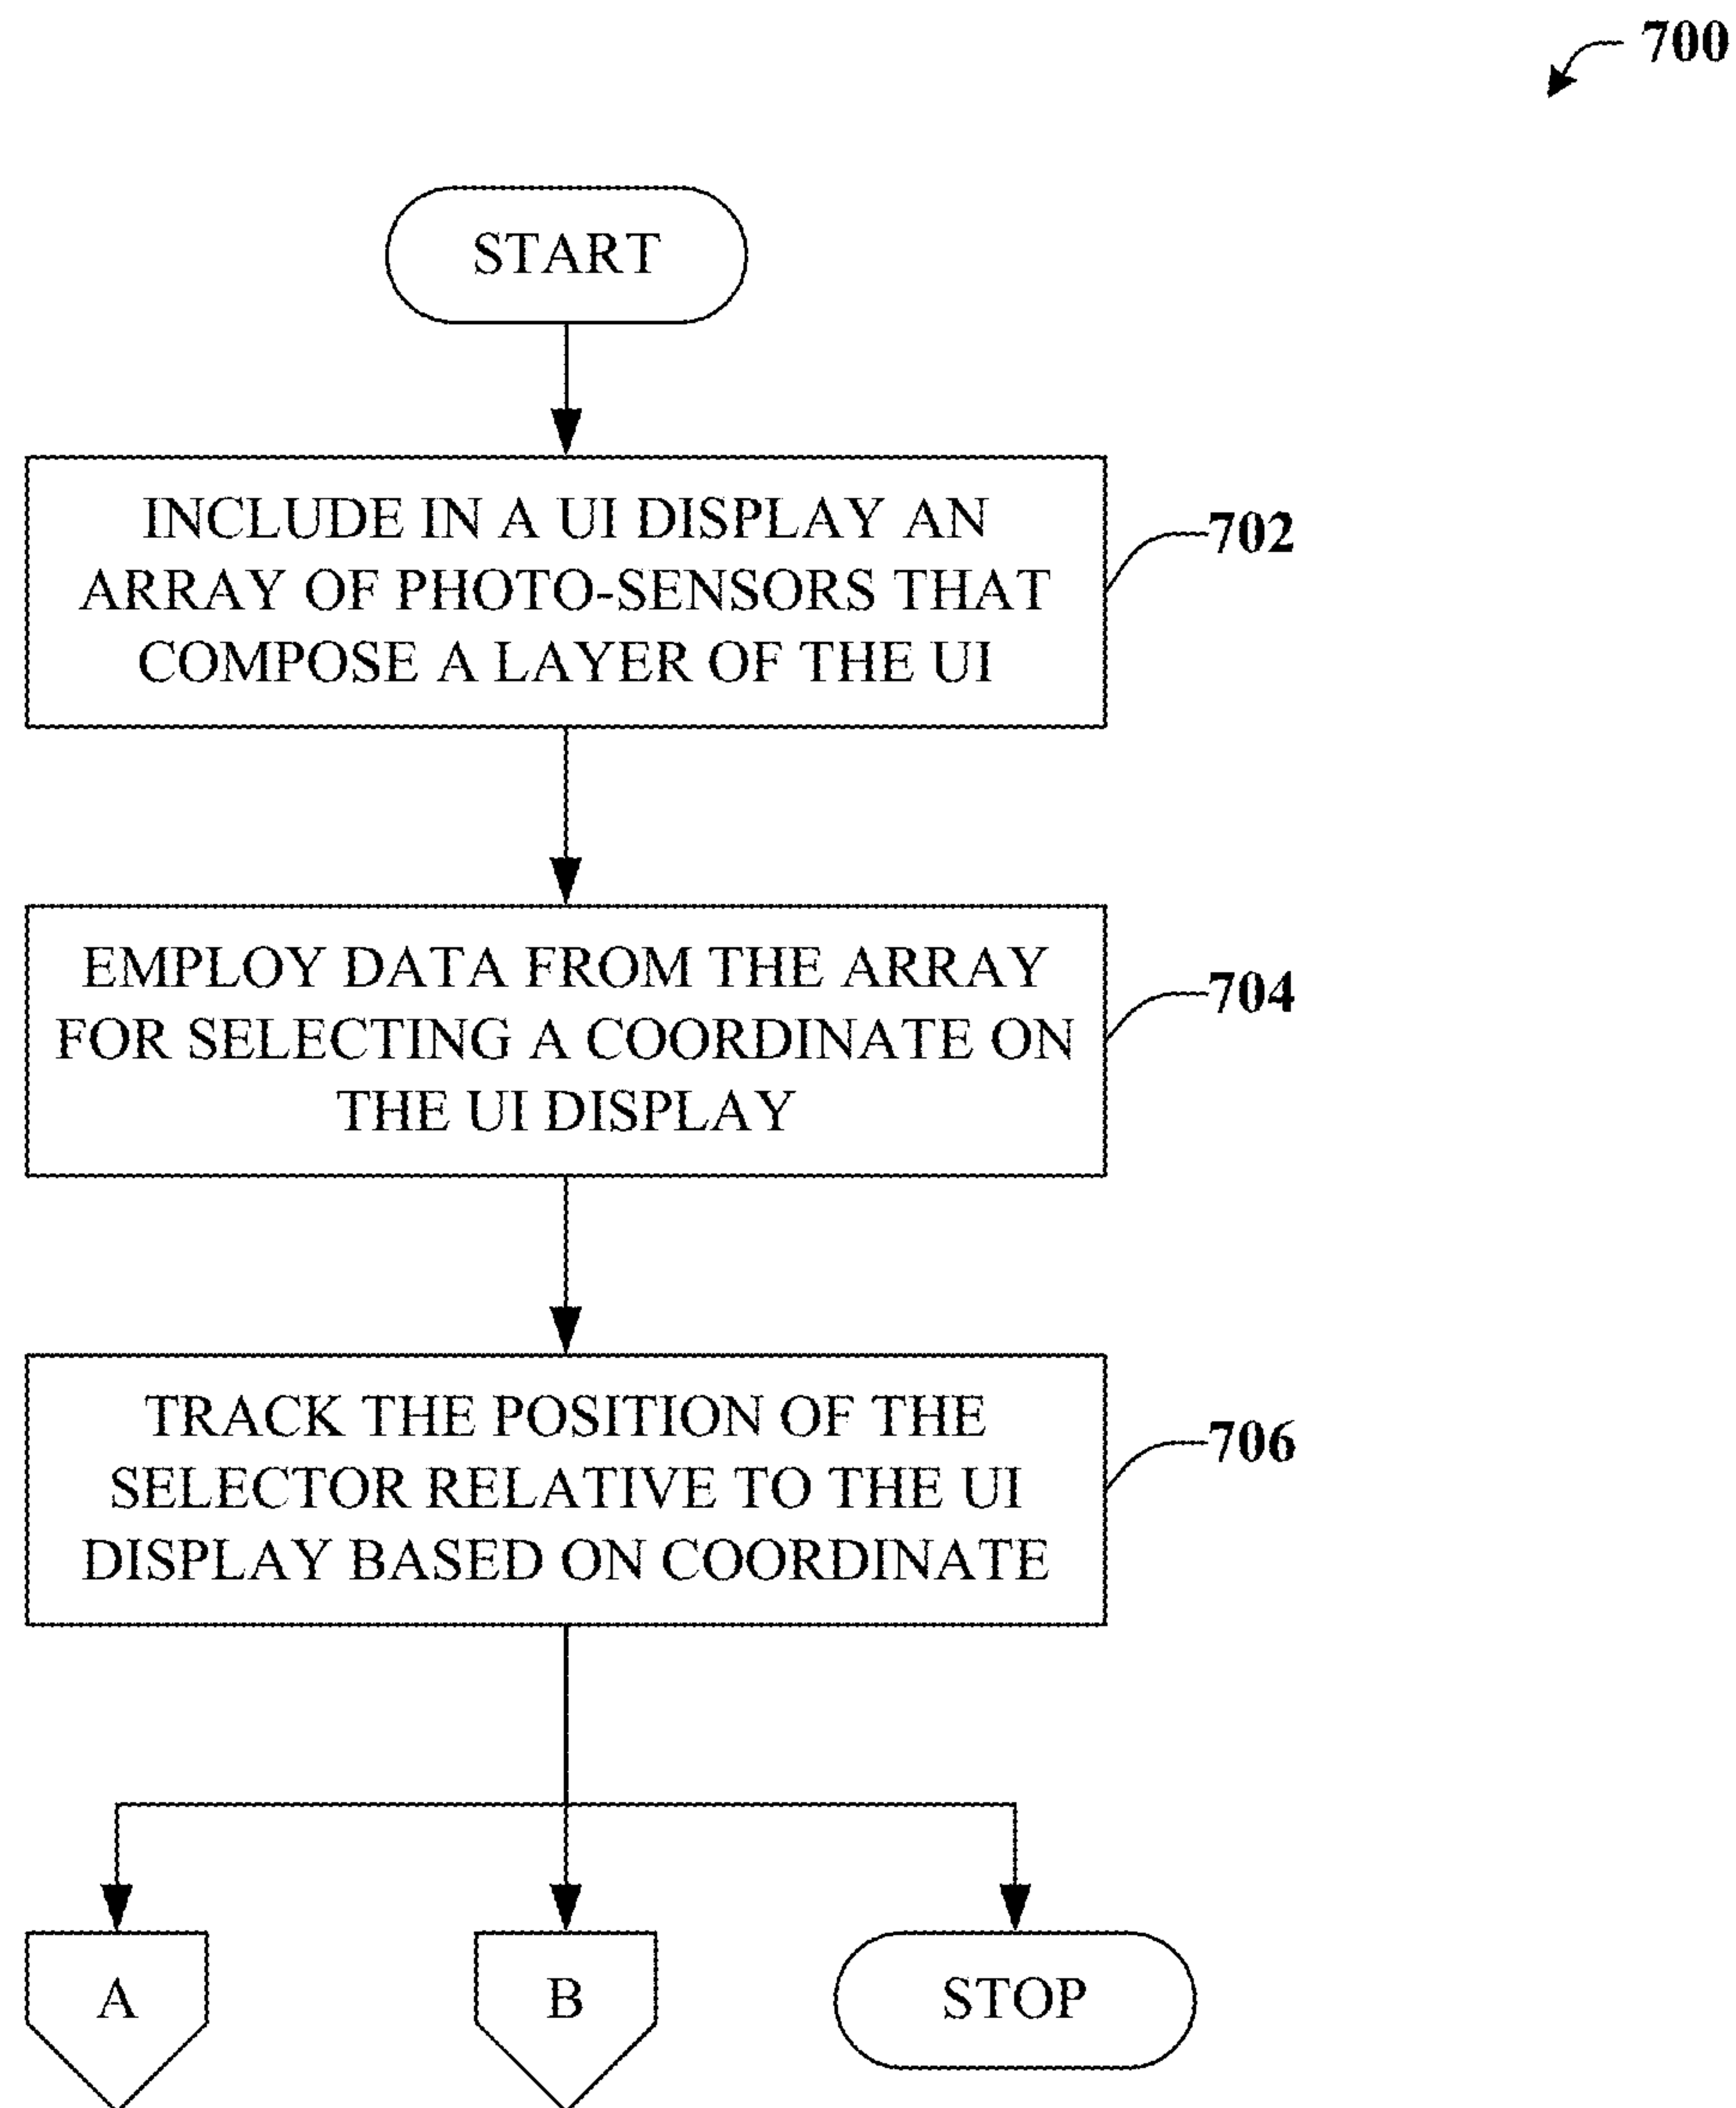 700
START
INCLUDE IN A UI DISPLAY AN
ARRAY OF PHOTO-SENSORS THAT
COMPOSE A LAYER OF THE UI
702
EMPLOY DATA FROM THE ARRAY
FOR SELECTING A COORDINATE ON
THE UI DISPLAY
704
TRACK THE POSITION OF THE
SELECTOR RELATIVE TO THE UI
DISPLAY BASED ON COORDINATE
706
A
B
STOP